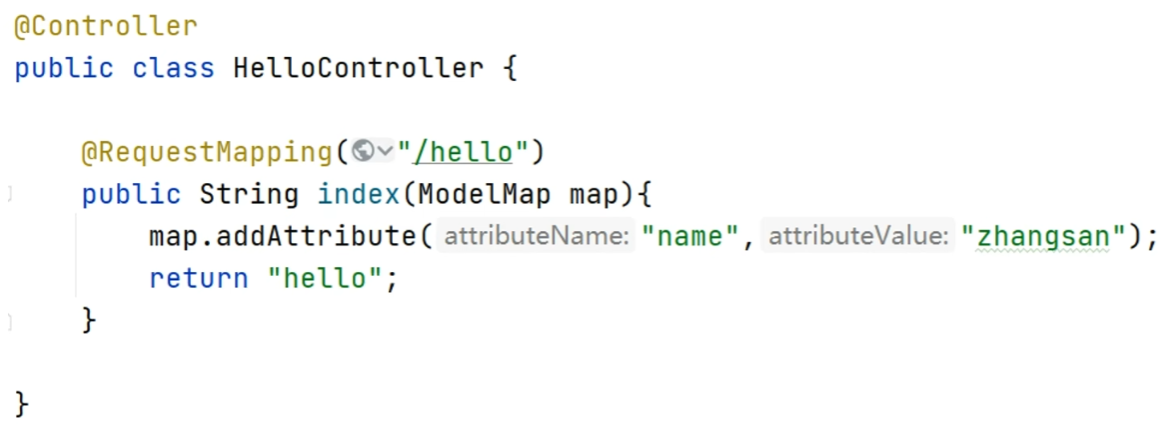 @Controller
public class HelloController {
@RequestMapping("/hello")
public String index(ModelMap map){
map.addAttribute( attributeName: "name", attributeValue: "zhangsan");
return "hello";
}
}